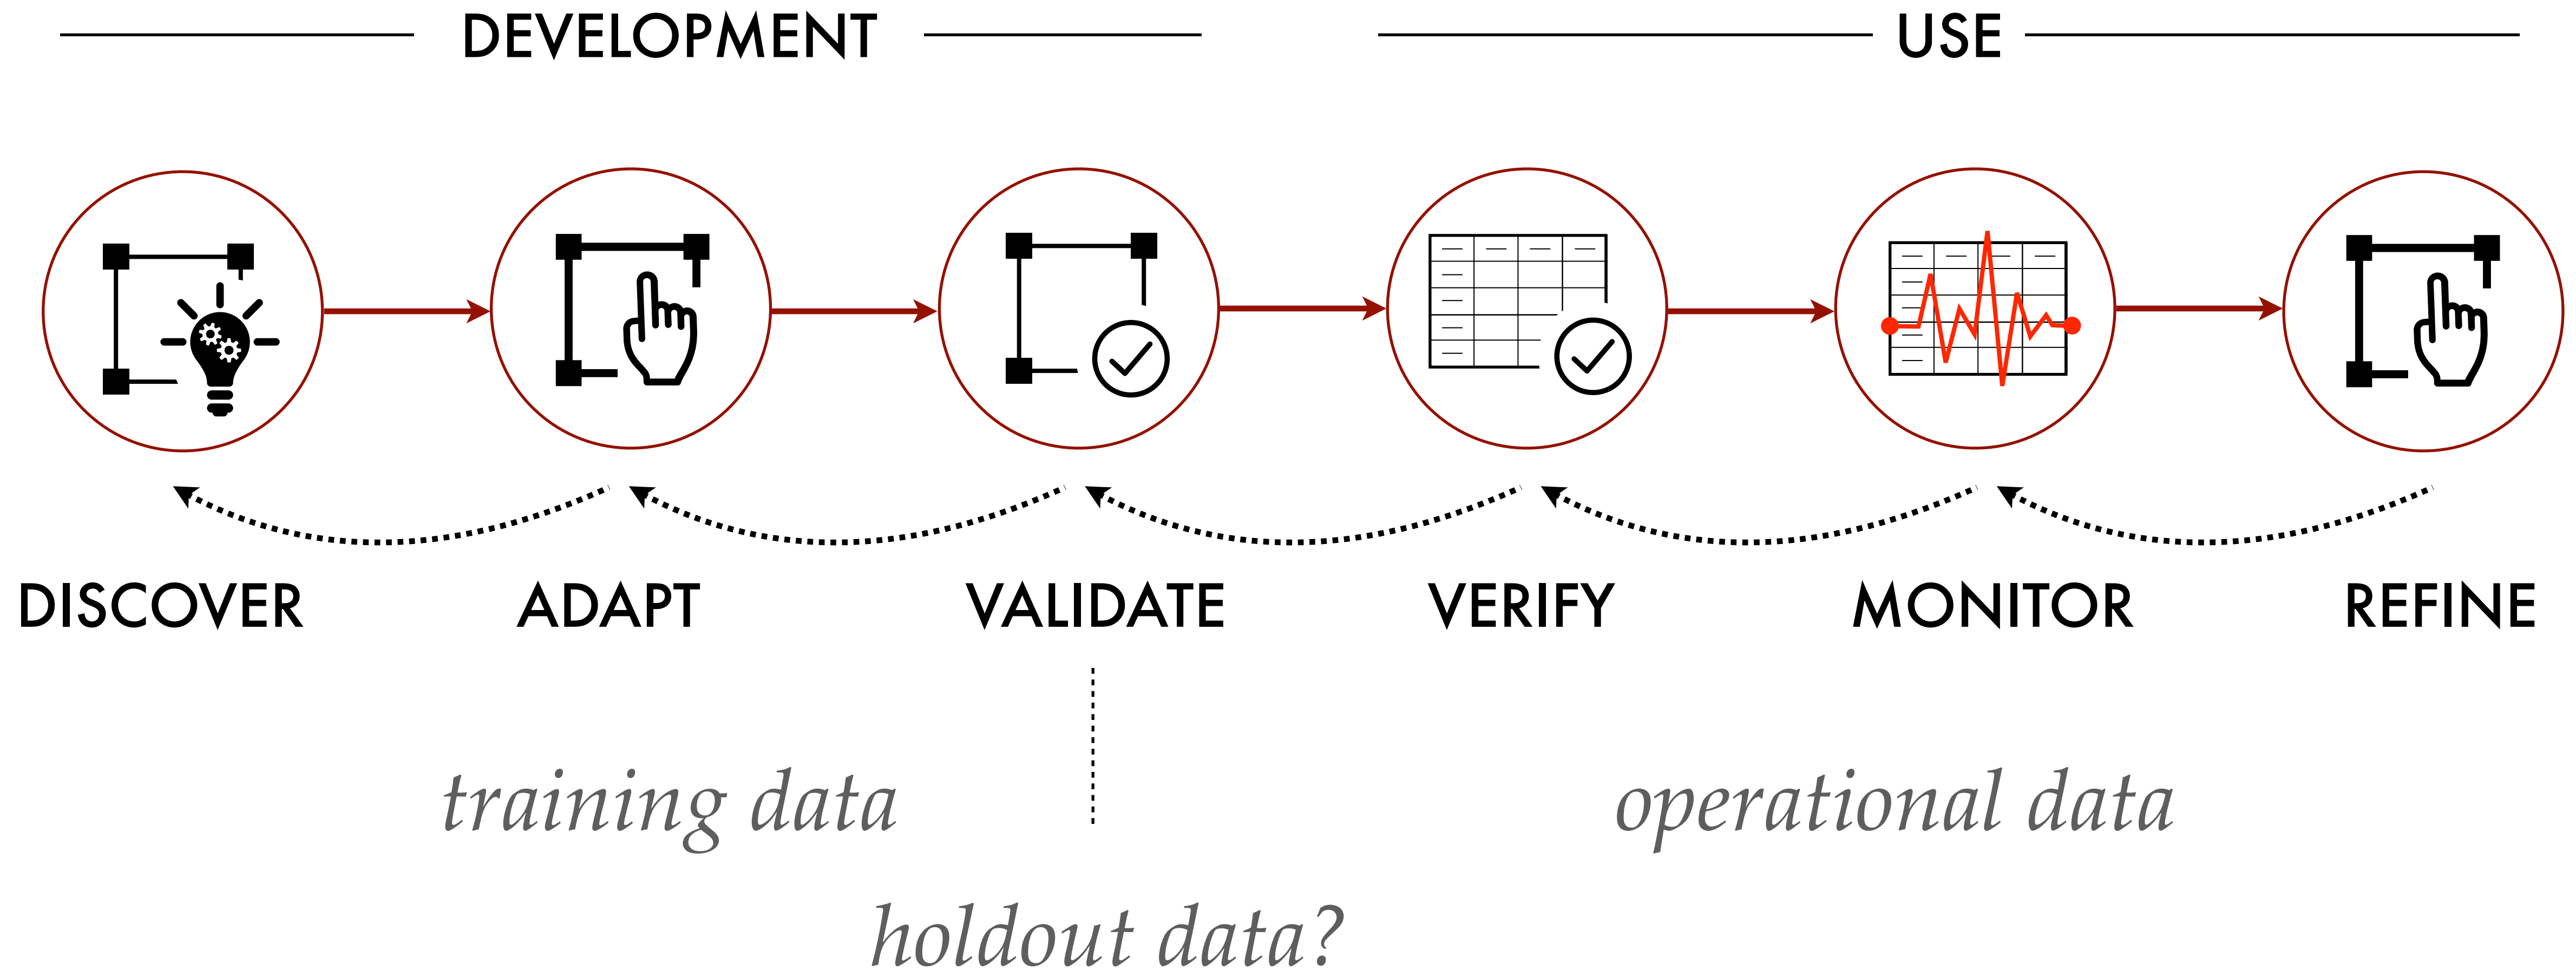 DEVELOPMENT USE
DISCOVER ADAPT VALIDATE VERIFY MONITOR REFINE
training data operational data
holdout data?